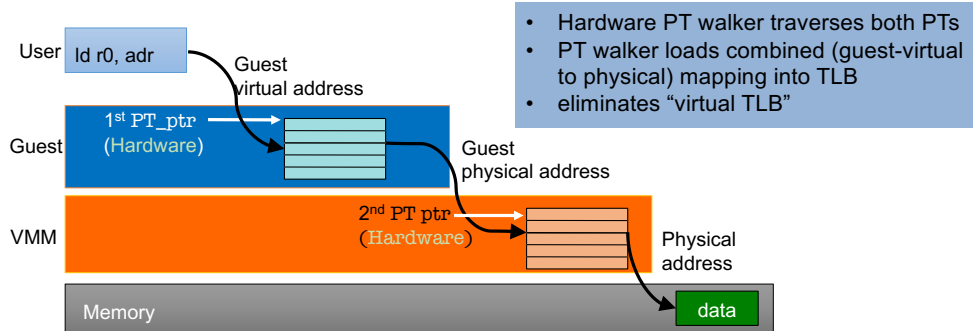 • Hardware PT walker traverses both PTs
• PT walker loads combined (guest-virtual
to physical) mapping into TLB
• eliminates “virtual TLB”
User
ld r0, adr
Guest
virtual address
Guest
1st PT_ptr
(Hardware)
Guest
physical address
VMM
2nd PT ptr
(Hardware)
Physical
address
Memory
data